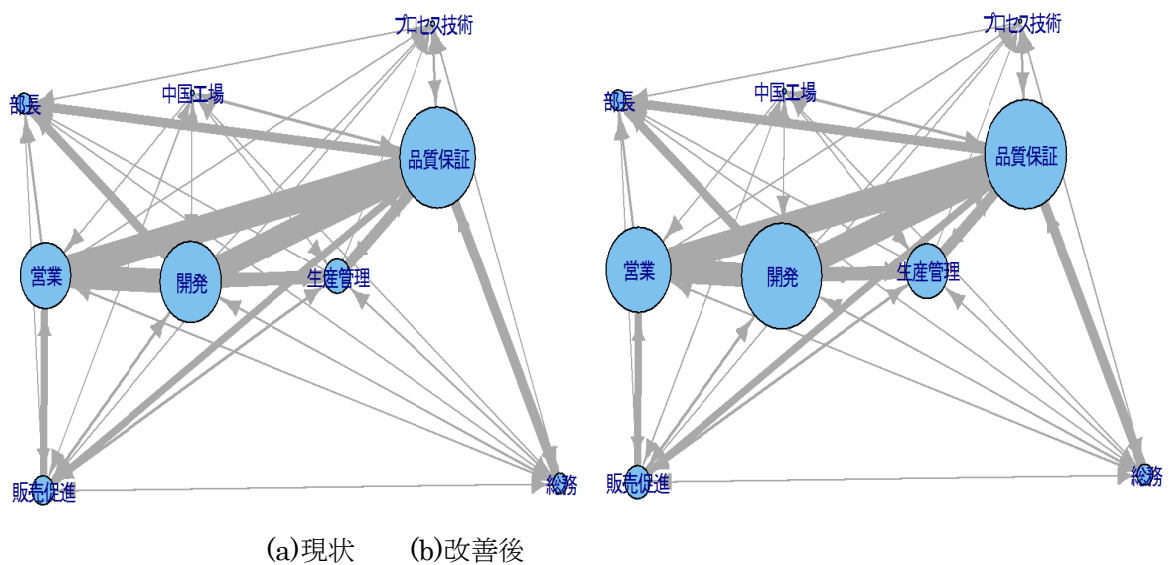 プロセス技術
中国工場
部長
品質保証
営業
開発
生産管理
販売促進
総務
プロセス技術
中国工場
部長
品質保証
営業
開発
生産管理
販売促進
総務
(a)現状 (b)改善後